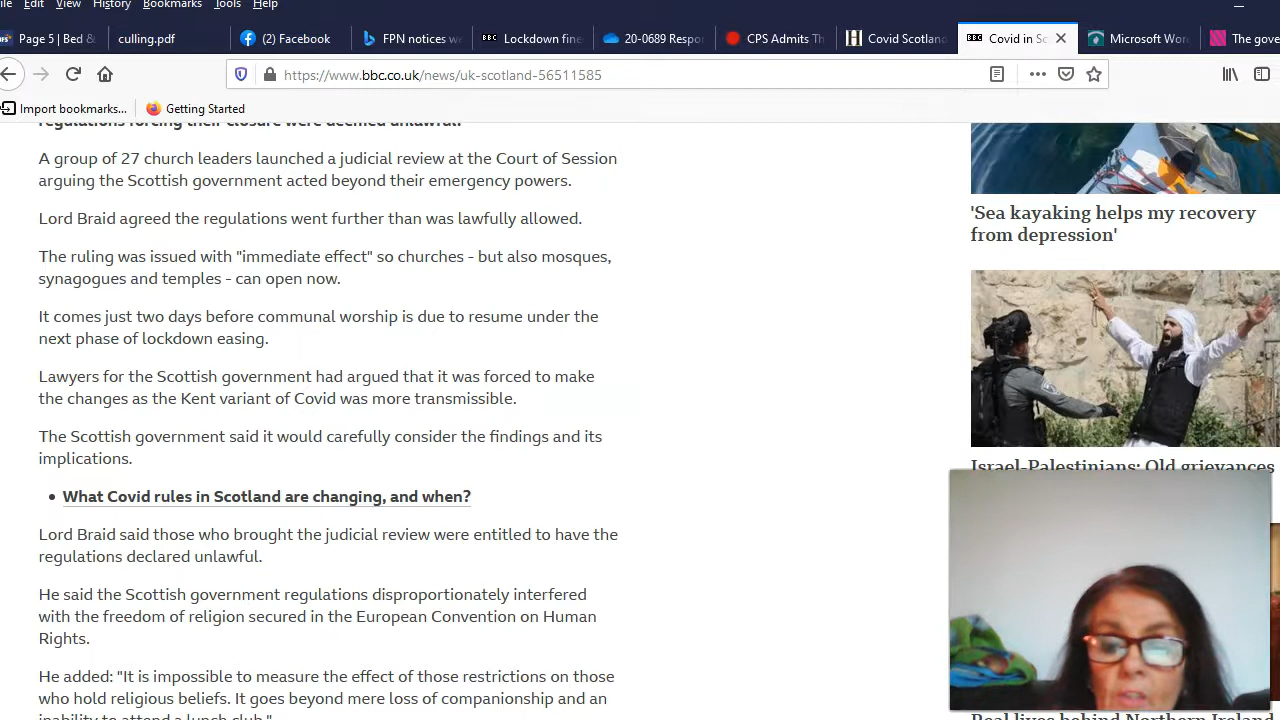 Edit View History Bookmarks Tools Help
Page 5 | Bed &
culling.pdf
(2) Facebook
FPN notices w
BBC Lockdown fine
20-0689 Respo
CPS Admits Th
Covid Scotland
BBC Covid in Sc
Microsoft Wor
The gove
https://www.bbc.co.uk/news/uk-scotland-56511585
Import bookmarks...
Getting Started
regulations forcing their closure were deemed unlawful.
A group of 27 church leaders launched a judicial review at the Court of Session
arguing the Scottish government acted beyond their emergency powers.
Lord Braid agreed the regulations went further than was lawfully allowed.
The ruling was issued with "immediate effect" so churches - but also mosques,
synagogues and temples - can open now.
It comes just two days before communal worship is due to resume under the
next phase of lockdown easing.
Lawyers for the Scottish government had argued that it was forced to make
the changes as the Kent variant of Covid was more transmissible.
The Scottish government said it would carefully consider the findings and its
implications.
• What Covid rules in Scotland are changing, and when?
Lord Braid said those who brought the judicial review were entitled to have the
regulations declared unlawful.
He said the Scottish government regulations disproportionately interfered
with the freedom of religion secured in the European Convention on Human
Rights.
He added: "It is impossible to measure the effect of those restrictions on those
who hold religious beliefs. It goes beyond mere loss of companionship and an
inability to attend a lunch club."
'Sea kayaking helps my recovery
from depression'
Israel-Palestinians: Old grievances
Real lives behind Northern Ireland